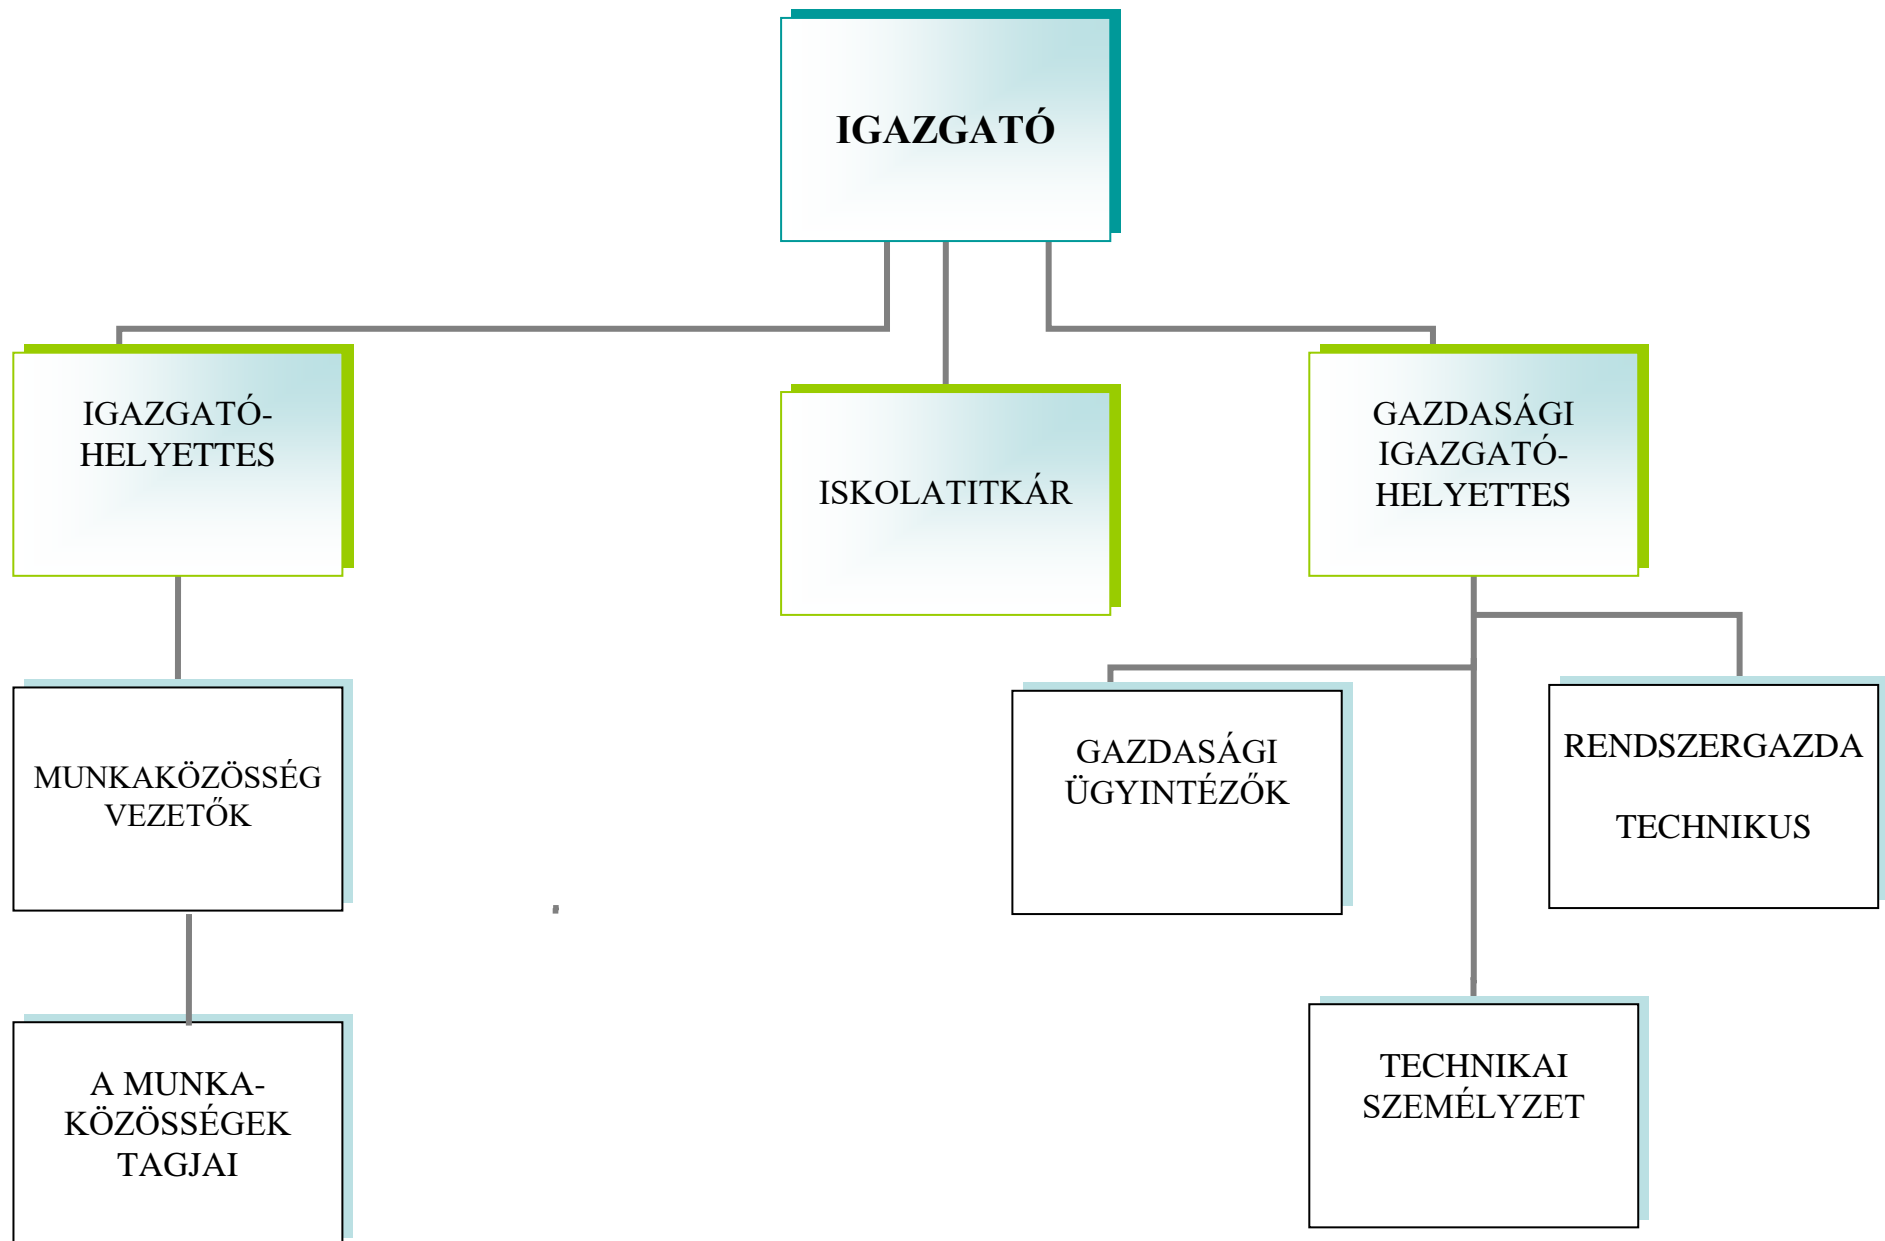 IGAZGATÓ
IGAZGATÓ-
HELYETTES
ISKOLATITKÁR
GAZDASÁGI
IGAZGATÓ-
HELYETTES
MUNKAKÖZÖSSÉG
VEZETŐK
GAZDASÁGI
ÜGYINTÉZŐK
RENDSZERGAZDA
TECHNIKUS
A MUNKA-
KÖZÖSSÉGEK
TAGJAI
TECHNIKAI
SZEMÉLYZET